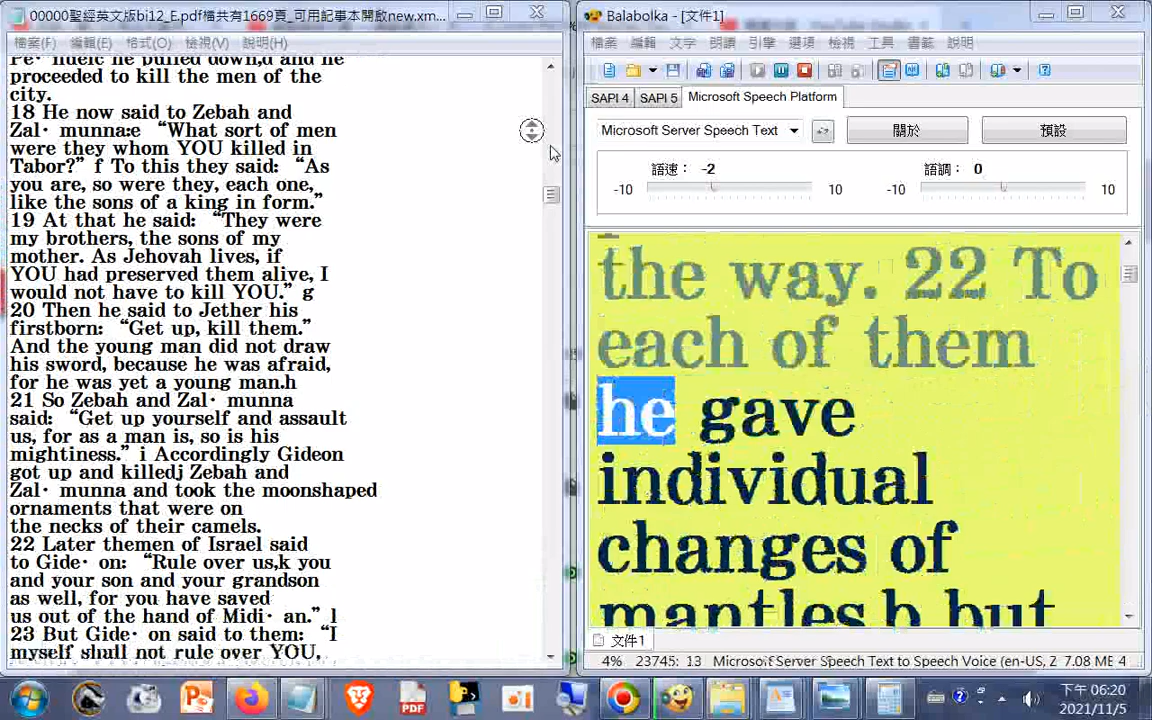 00000聖經英文版bi12_E.pdf檔共有1669頁_可用記事本開啟new.xm...
檔案(F) 編輯(E) 格式(O) 檢視(V) 說明(H)
proceeded to kill the men of the
city.
18 He now said to Zebah and
Zal· munna:e “What sort of men
were they whom YOU killed in
Tabor?” f To this they said: “As
you are, so were they, each one,
like the sons of a king in form.”
19 At that he said: “They were
my brothers, the sons of my
mother. As Jehovah lives, if
YOU had preserved them alive, I
would not have to kill YOU.” g
20 Then he said to Jether his
firstborn: “Get up, kill them.”
And the young man did not draw
his sword, because he was afraid,
for he was yet a young man.h
21 So Zebah and Zal· munna
said: “Get up yourself and assault
us, for as a man is, so is his
mightiness.” i Accordingly Gideon
got up and killedj Zebah and
Zal· munna and took the moonshaped
ornaments that were on
the necks of their camels.
22 Later themen of Israel said
to Gide· on: “Rule over us,k you
and your son and your grandson
as well, for you have saved
us out of the hand of Midi· an.” l
23 But Gide· on said to them: “I
myself shall not rule over YOU,
Balabolka - [文件1]
檔案 編輯 文字 朗讀 引擎 選項 檢視 工具 書籤 說明
SAPI 4 SAPI 5 Microsoft Speech Platform
Microsoft Server Speech Text 關於 預設
語速: -2 語調: 0
-10 10 -10 10
the way. 22 To
each of them
he gave
individual
changes of
mantles,b but
文件1
4% 23745: 13 Microsoft Server Speech Text to Speech Voice (en-US, Z 7.08 MB 4
下午 06:20
2021/11/5